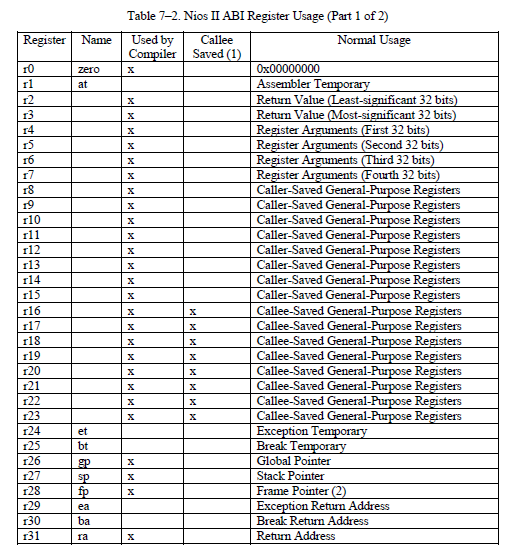 Table 7–2. Nios II ABI Register Usage (Part 1 of 2)
Register Name Used by Compiler Callee Saved (1) Normal Usage
r0 zero x 0x00000000
r1 at Assembler Temporary
r2 x Return Value (Least-significant 32 bits)
r3 x Return Value (Most-significant 32 bits)
r4 x Register Arguments (First 32 bits)
r5 x Register Arguments (Second 32 bits)
r6 x Register Arguments (Third 32 bits)
r7 x Register Arguments (Fourth 32 bits)
r8 x Caller-Saved General-Purpose Registers
r9 x Caller-Saved General-Purpose Registers
r10 x Caller-Saved General-Purpose Registers
r11 x Caller-Saved General-Purpose Registers
r12 x Caller-Saved General-Purpose Registers
r13 x Caller-Saved General-Purpose Registers
r14 x Caller-Saved General-Purpose Registers
r15 x Caller-Saved General-Purpose Registers
r16 x x Callee-Saved General-Purpose Registers
r17 x x Callee-Saved General-Purpose Registers
r18 x x Callee-Saved General-Purpose Registers
r19 x x Callee-Saved General-Purpose Registers
r20 x x Callee-Saved General-Purpose Registers
r21 x x Callee-Saved General-Purpose Registers
r22 x x Callee-Saved General-Purpose Registers
r23 x x Callee-Saved General-Purpose Registers
r24 et Exception Temporary
r25 bt Break Temporary
r26 gp x Global Pointer
r27 sp x Stack Pointer
r28 fp x Frame Pointer (2)
r29 ea Exception Return Address
r30 ba Break Return Address
r31 ra x Return Address